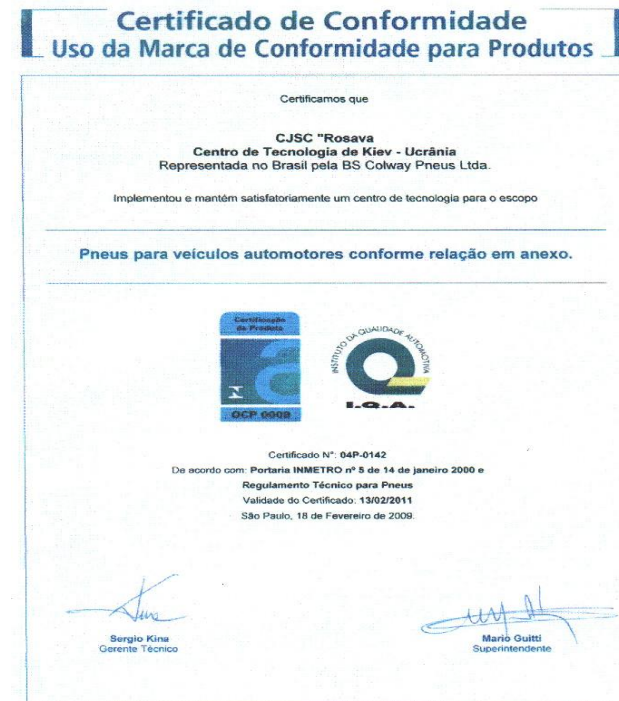 Certificado de Conformidade
Uso da Marca de Conformidade para Produtos
Certificamos que
CJSC "Rosava
Centro de Tecnologia de Kiev - Ucrânia
Representada no Brasil pela BS Colway Pneus Ltda.
Implementou e mantém satisfatoriamente um centro de tecnologia para o escopo
Pneus para veículos automotores conforme relação em anexo.
Certificação
de Produto
OCP 0009
INSTITUTO DA QUALIDADE AUTOMOTIVA
I.Q.A.
Certificado N°: 04P-0142
De acordo com: Portaria INMETRO nº 5 de 14 de janeiro 2000 e
Regulamento Técnico para Pneus
Validade do Certificado: 13/02/2011
São Paulo, 18 de Fevereiro de 2009.
Sergio Kina
Gerente Técnico
Mario Guitti
Superintendente